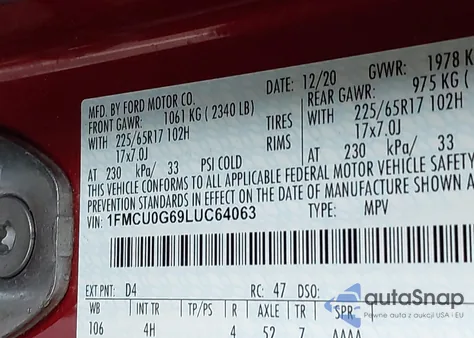 MFD. BY FORD MOTOR CO.
DATE: 12/20 GVWR: 1978 K
FRONT GAWR: 1061 KG ( 2340 LB)
REAR GAWR: 975 KG (
WITH 225/65R17 102H TIRES WITH 225/65R17 102H
17x7.0J RIMS 17x7.0J
AT 230 kPa/ 33 PSI COLD AT 230 kPa/ 33
THIS VEHICLE CONFORMS TO ALL APPLICABLE FEDERAL MOTOR VEHICLE SAFETY
PREVENTION STANDARDS IN EFFECT ON THE DATE OF MANUFACTURE SHOWN A
VIN: 1FMCU0G69LUC64063 TYPE: MPV
EXT PNT: D4 RC: 47 DSO:
WB INT TR TP/PS R AXLE TR SPR
106 4H 4 52 7 AAAA
autoSnap
Pewne auta z aukcji USA i EU